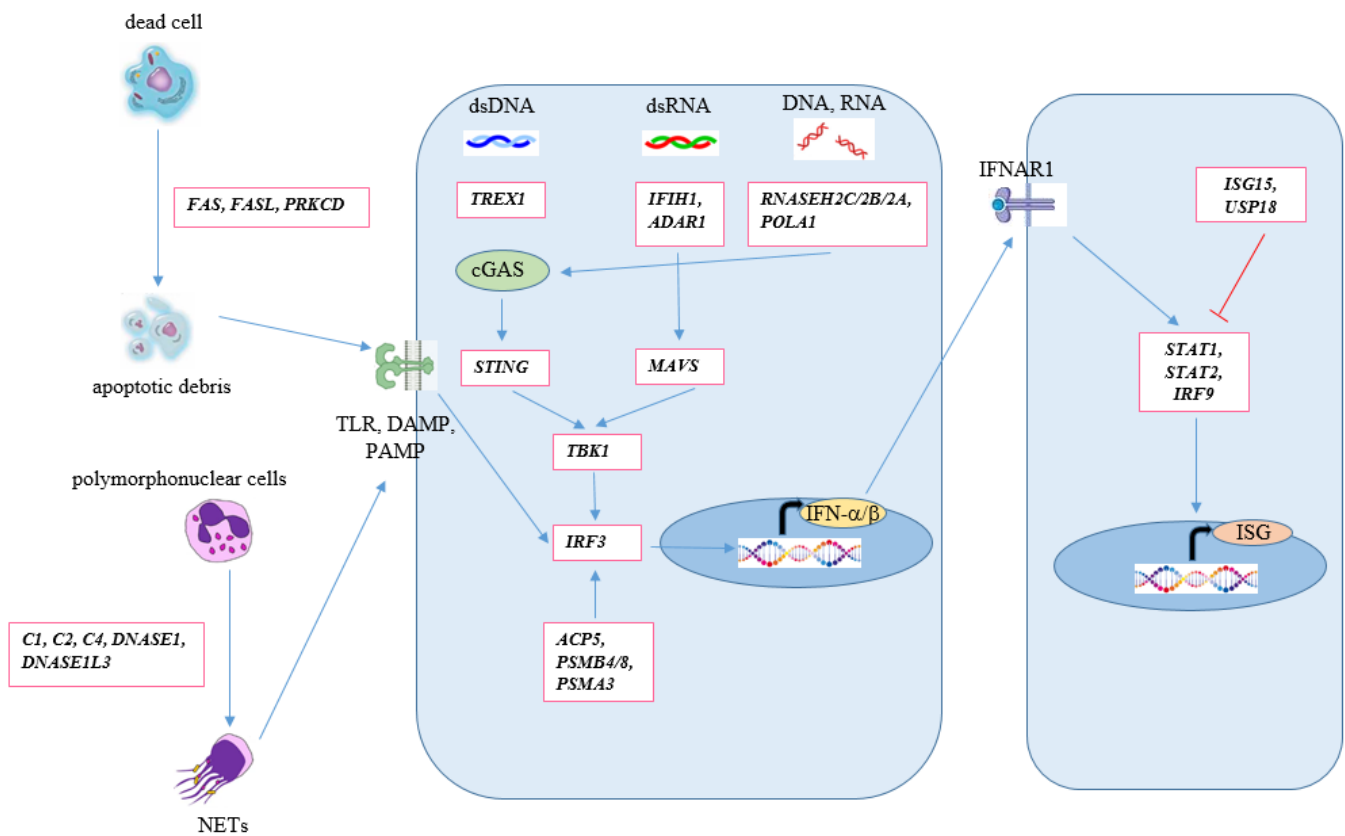 dead cell
FAS, FASL, PRKCD
apoptotic debris
TLR, DAMP,
PAMP
polymorphonuclear cells
C1, C2, C4, DNASE1,
DNASE1L3
NETs
dsDNA
TREX1
cGAS
STING
dsRNA
IFIH1,
ADAR1
MAVS
DNA, RNA
RNASEH2C/2B/2A,
POLA1
TBK1
IRF3
ACP5,
PSMB4/8,
PSMA3
IFN-α/β
IFNAR1
ISG15,
USP18
STAT1,
STAT2,
IRF9
ISG